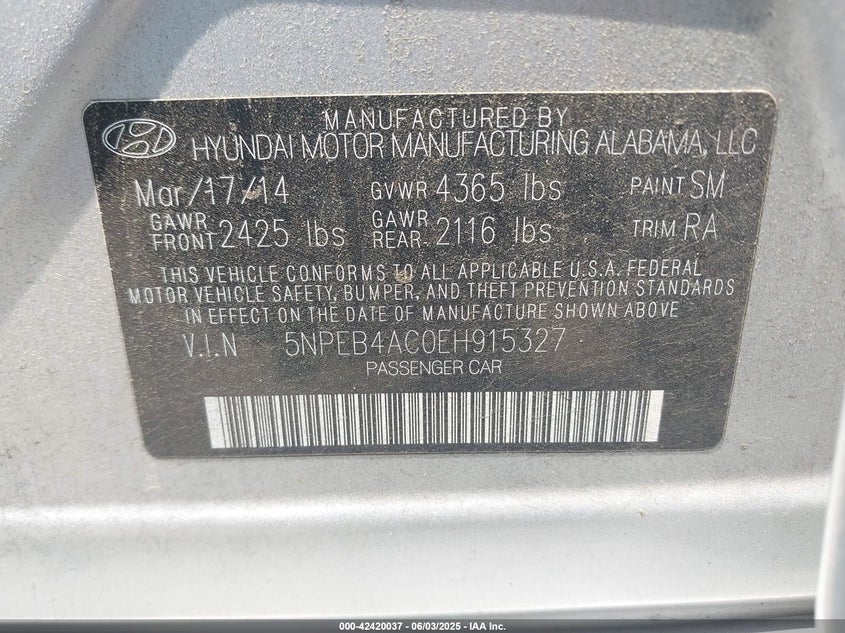 MANUFACTURED BY
HYUNDAI MOTOR MANUFACTURING ALABAMA, LLC
Mar/17/14 GVWR 4365 lbs PAINT SM
GAWR FRONT 2425 lbs GAWR REAR 2116 lbs TRIM RA
THIS VEHICLE CONFORMS TO ALL APPLICABLE U.S.A. FEDERAL
MOTOR VEHICLE SAFETY, BUMPER, AND THEFT PREVENTION STANDARDS
IN EFFECT ON THE DATE OF MANUFACTURE SHOWN ABOVE
V.I.N 5NPEB4AC0EH915327
PASSENGER CAR
000-42420037 - 06/03/2025 - IAA Inc.